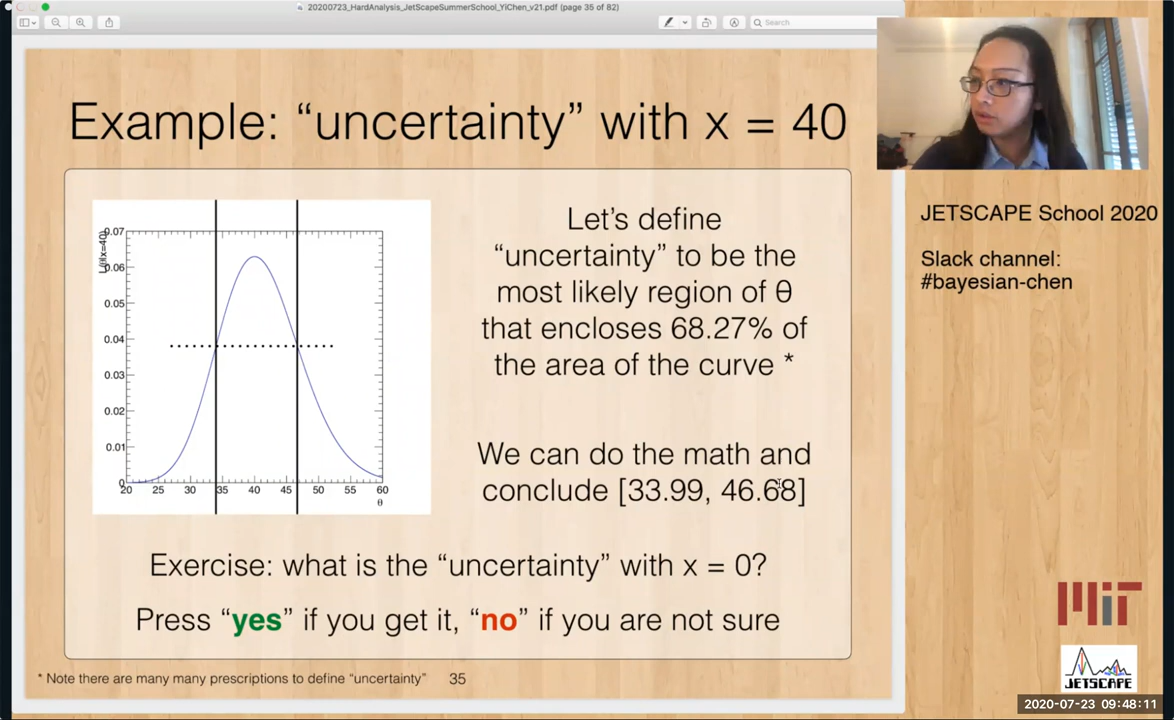 20200723_HardAnalysis_JetScapeSummerSchool_YiChen_v21.pdf (page 35 of 82)
Search
Example: “uncertainty” with x = 40
Let’s define
“uncertainty” to be the
most likely region of θ
that encloses 68.27% of
the area of the curve *
We can do the math and
conclude [33.99, 46.68]
0.07
0.06
0.05
0.04
0.03
0.02
0.01
0
20 25 30 35 40 45 50 55 60
θ
Exercise: what is the “uncertainty” with x = 0?
Press “yes” if you get it, “no” if you are not sure
* Note there are many many prescriptions to define “uncertainty”
35
JETSCAPE School 2020
Slack channel:
#bayesian-chen
MIT
JETSCAPE
2020-07-23 09:48:11